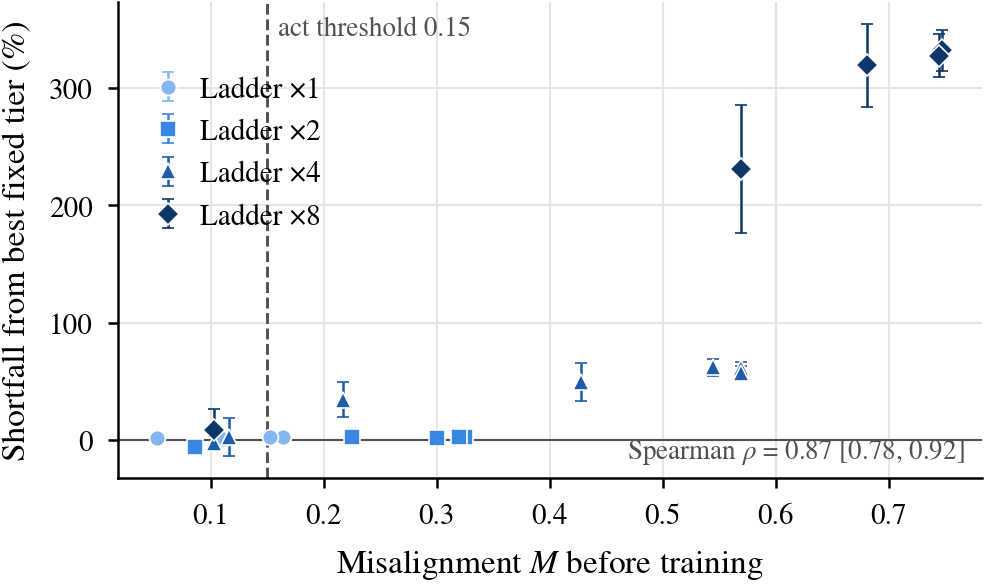 act threshold 0.15
Shortfall from best fixed tier (%)
300
200
100
0
Ladder ×1
Ladder ×2
Ladder ×4
Ladder ×8
Spearman ρ = 0.87 [0.78, 0.92]
0.1 0.2 0.3 0.4 0.5 0.6 0.7
Misalignment M before training